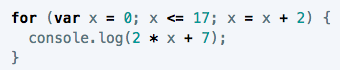 for (var x = 0; x <= 17; x = x + 2) {
  console.log(2 * x + 7);
}